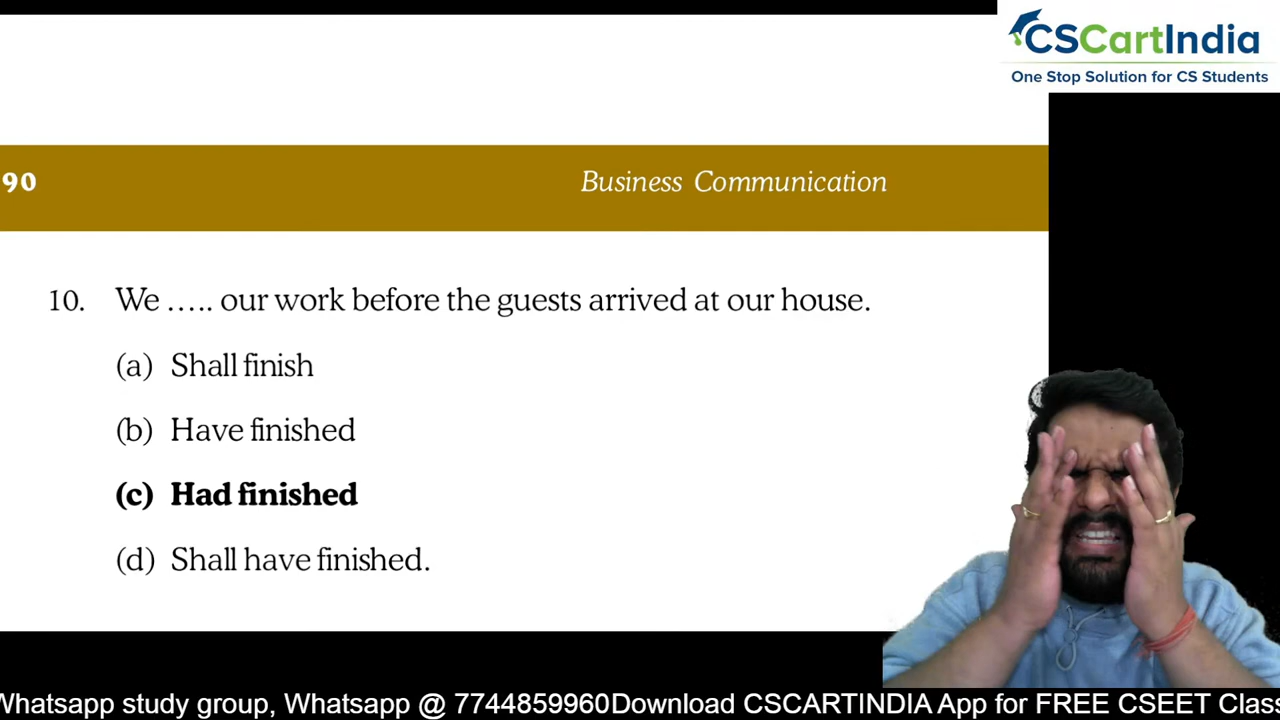 CSCartIndia
One Stop Solution for CS Students
90 Business Communication
10. We ..... our work before the guests arrived at our house.
(a) Shall finish
(b) Have finished
(c) Had finished
(d) Shall have finished.
Whatsapp study group, Whatsapp @ 7744859960Download CSCARTINDIA App for FREE CSEET Class